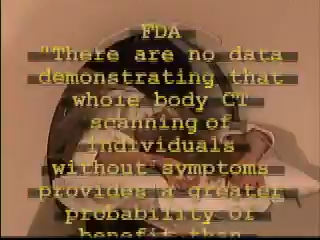 FDA
"There are no data
demonstrating that
whole body CT
scanning of
individuals
without symptoms
provides a greater
probability of
benefit than